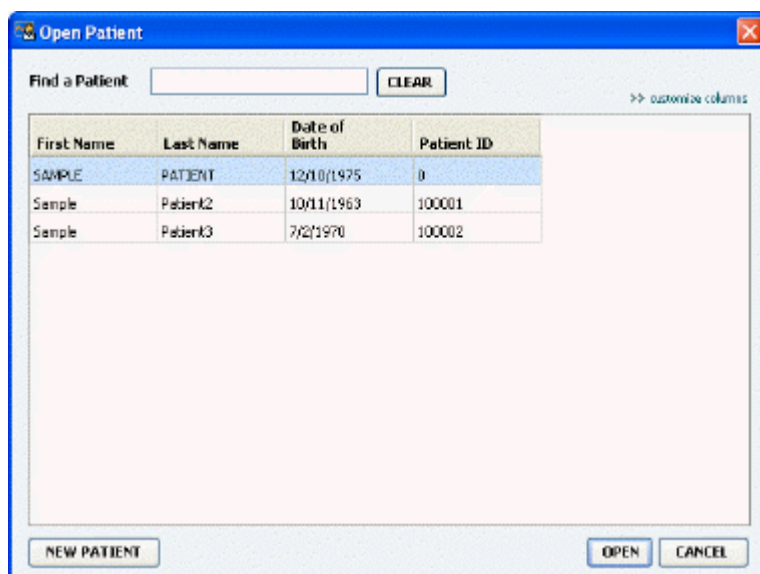 Open Patient
Find a Patient CLEAR
>> customize columns
First Name Last Name Date of Birth Patient ID
SAMPLE PATIENT 12/10/1975 0
Sample Patient2 10/11/1963 100001
Sample Patient3 7/2/1970 100002
NEW PATIENT OPEN CANCEL